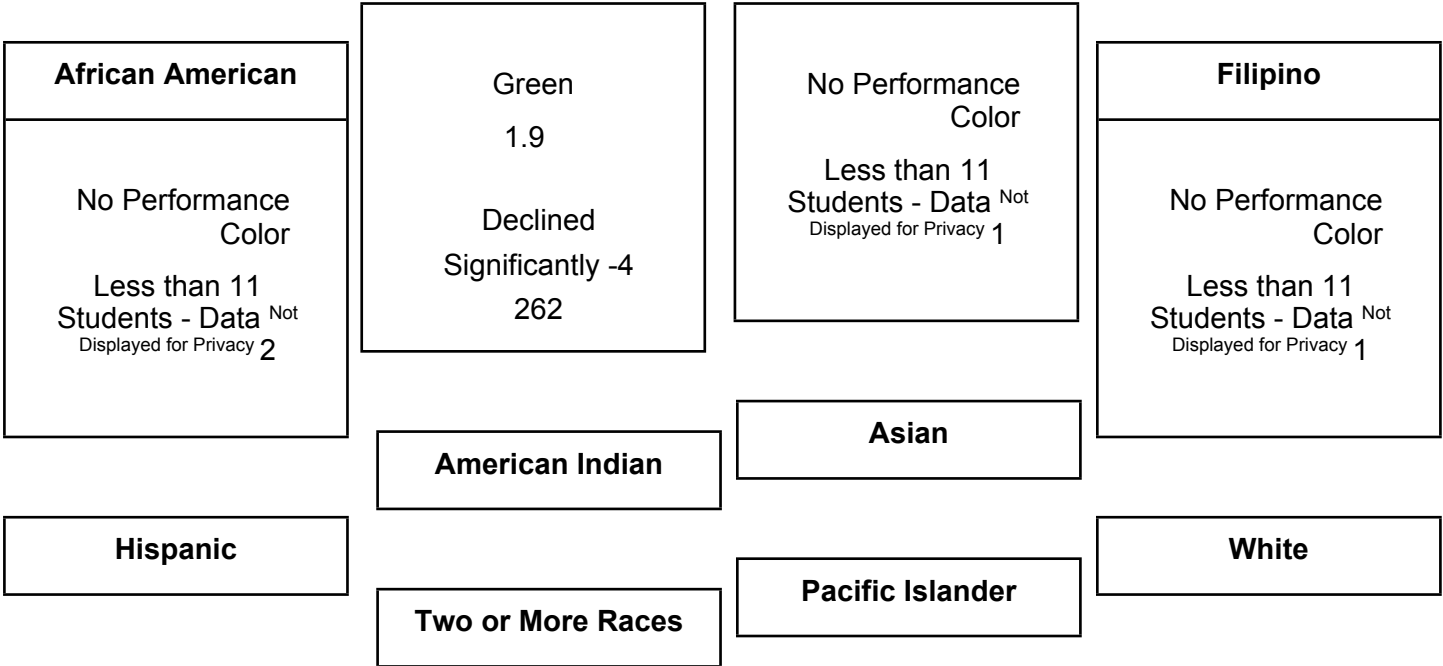 African American
No Performance
Color
Less than 11
Students - Data Not
Displayed for Privacy 2
Green
1.9
Declined
Significantly -4
262
No Performance
Color
Less than 11
Students - Data Not
Displayed for Privacy 1
Filipino
No Performance
Color
Less than 11
Students - Data Not
Displayed for Privacy 1
American Indian
Asian
Hispanic
Two or More Races
Pacific Islander
White